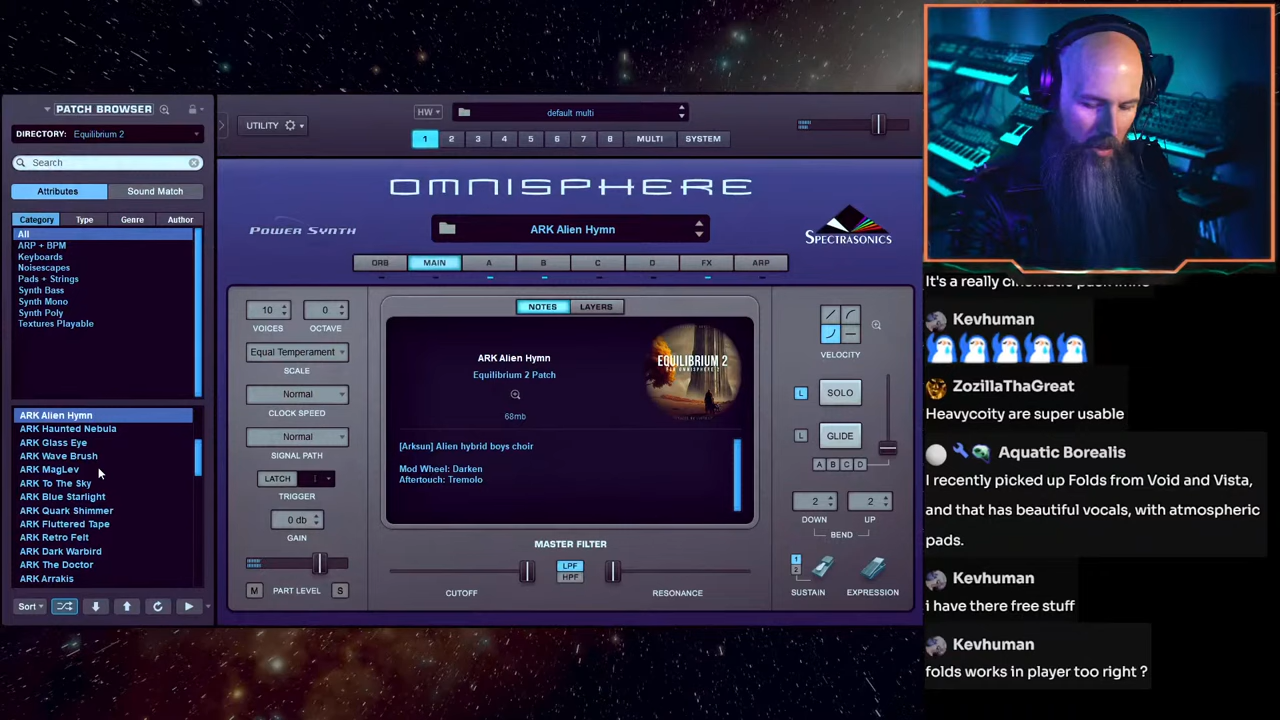 PATCH BROWSER
DIRECTORY: Equilibrium 2
Search
Attributes
Sound Match
Category
Type
Genre
Author
All
ARP + BPM
Keyboards
Noisescapes
Pads + Strings
Synth Bass
Synth Mono
Synth Poly
Textures Playable
ARK Alien Hymn
ARK Haunted Nebula
ARK Glass Eye
ARK Wave Brush
ARK MagLev
ARK To The Sky
ARK Blue Starlight
ARK Quark Shimmer
ARK Fluttered Tape
ARK Retro Felt
ARK Dark Warbird
ARK The Doctor
ARK Arrakis
Sort
UTILITY
HW
default multi
1 2 3 4 5 6 7 8 MULTI SYSTEM
OMNISPHERE
POWER SYNTH
ARK Alien Hymn
SPECTRASONICS
ORB MAIN A B C D FX ARP
10
0
VOICES
OCTAVE
Equal Temperament
SCALE
Normal
CLOCK SPEED
Normal
SIGNAL PATH
LATCH
TRIGGER
0 db
GAIN
M PART LEVEL S
NOTES
LAYERS
ARK Alien Hymn
Equilibrium 2 Patch
68mb
EQUILIBRIUM 2
FOR OMNISPHERE 2
[Arksun] Alien hybrid boys choir
Mod Wheel: Darken
Aftertouch: Tremolo
MASTER FILTER
LPF
HPF
CUTOFF
RESONANCE
VELOCITY
L SOLO
L GLIDE
A B C D
2
2
DOWN
UP
BEND
1
2
SUSTAIN
EXPRESSION
Kevhuman
ZozillaThaGreat
Heavycoity are super usable
Aquatic Borealis
I recently picked up Folds from Void and Vista,
and that has beautiful vocals, with atmospheric
pads.
Kevhuman
i have there free stuff
Kevhuman
folds works in player too right ?